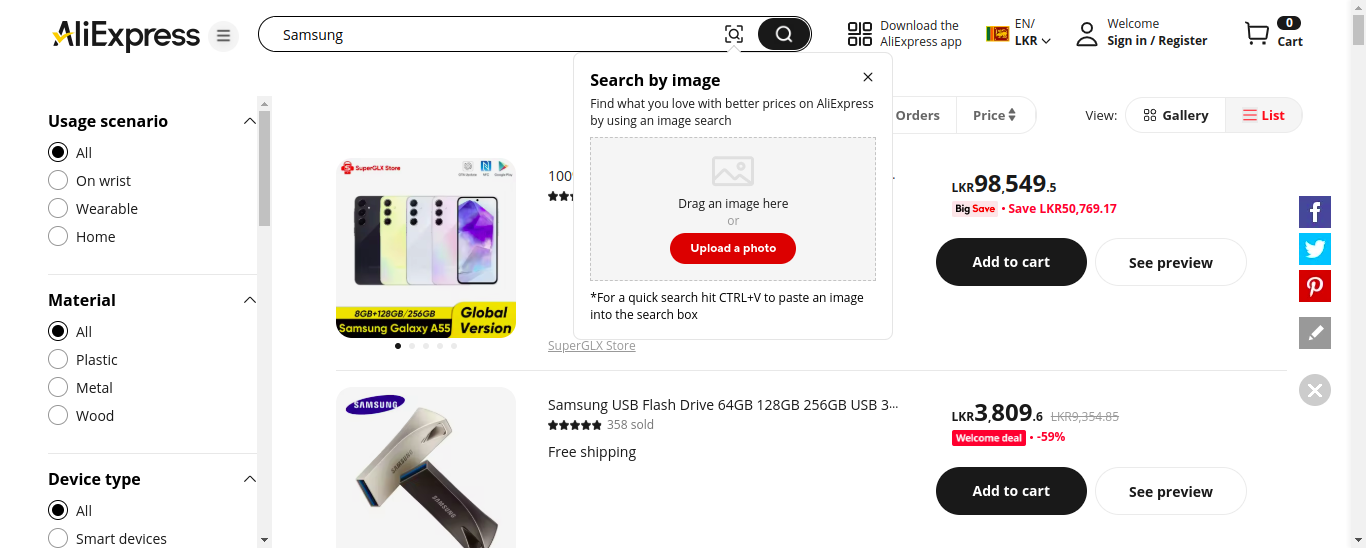 AliExpress
Samsung
Download the
AliExpress app
EN/
LKR
Welcome
Sign in / Register
0
Cart
Search by image
Find what you love with better prices on AliExpress
by using an image search
Drag an image here
or
Upload a photo
*For a quick search hit CTRL+V to paste an image
into the search box
Orders
Price
View:
Gallery
List
Usage scenario
All
On wrist
Wearable
Home
Material
All
Plastic
Metal
Wood
Device type
All
Smart devices
SuperGLX Store
NFC
Google Play
8GB+128GB/256GB
Samsung Galaxy A55
Global
Version
100
SuperGLX Store
LKR98,549.5
Big Save • Save LKR50,769.17
Add to cart
See preview
SAMSUNG
SAMSUNG
SAMSUNG
Samsung USB Flash Drive 64GB 128GB 256GB USB 3...
358 sold
Free shipping
LKR3,809.6 LKR9,354.85
Welcome deal • -59%
Add to cart
See preview